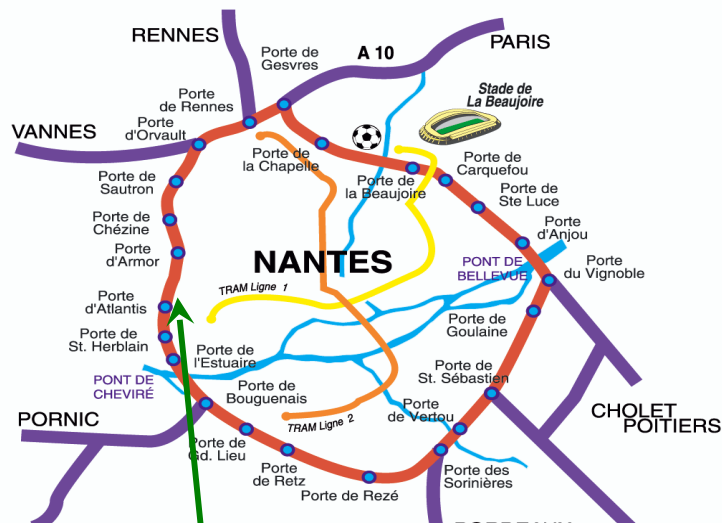 RENNES
Porte de
Gesvres
A 10
PARIS
Porte
de Rennes
Stade de
La Beaujoire
VANNES
Porte
d'Orvault
Porte de
la Chapelle
Porte de
Carquefou
Porte de
Sautron
Porte de
la Beaujoire
Porte de
Ste Luce
Porte de
Chézine
Porte
d'Anjou
Porte
d'Armor
NANTES
PONT DE
BELLEVUE
Porte
du Vignoble
TRAM Ligne 1
Porte
d'Atlantis
Porte de
Goulaine
Porte de
St. Herblain
Porte de
l'Estuaire
Porte de
St. Sébastien
PONT DE
CHEVIRÉ
Porte de
Bouguenais
Porte
de Vertou
CHOLET
POITIERS
PORNIC
TRAM Ligne 2
Porte de
Gd. Lieu
Porte
de Retz
Porte des
Sorinières
Porte de Rezé